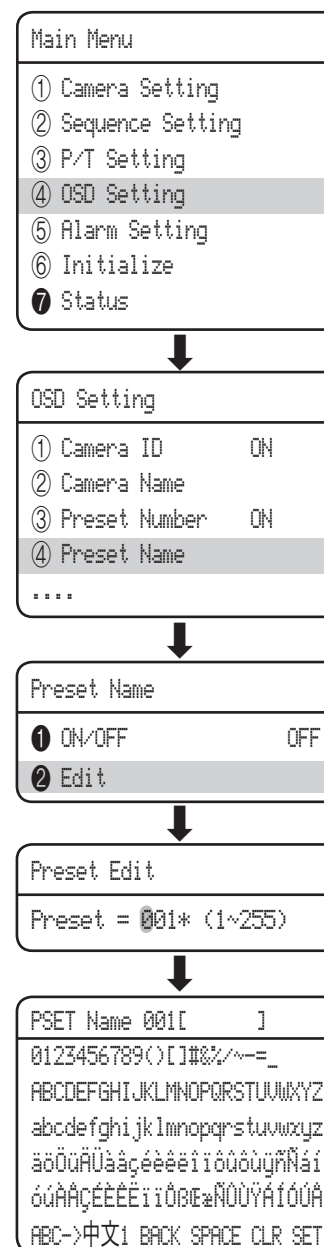 Main Menu
① Camera Setting
② Sequence Setting
③ P/T Setting
④ OSD Setting
⑤ Alarm Setting
⑥ Initialize
❼ Status
OSD Setting
① Camera ID ON
② Camera Name
③ Preset Number ON
④ Preset Name
....
Preset Name
❶ ON/OFF OFF
❷ Edit
Preset Edit
Preset = 001* (1~255)
PSET Name 001[ ]
0123456789()[]#&%/~-=_
ABCDEFGHIJKLMNOPQRSTUVWXYZ
abcdefghijklmnopqrstuvwxyz
äöÖüÄÜàâçéèêëîïôûôùÿñÑáí
óúÀÂÇÉÈÊËïîÔßŒæÑÛÙŸÁÍÓÚÂ
ABC->中文1 BACK SPACE CLR SET